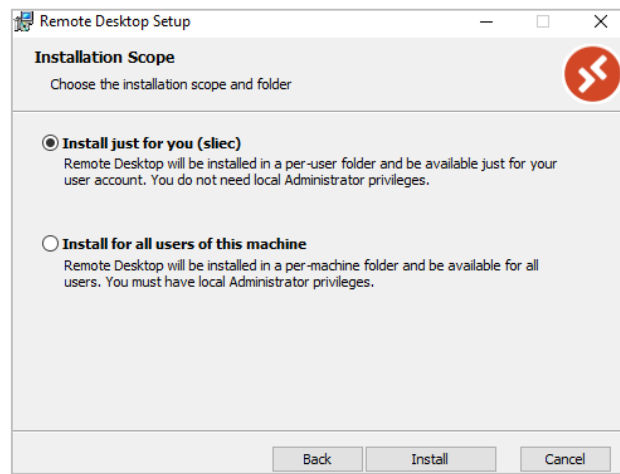 Remote Desktop Setup
Installation Scope
Choose the installation scope and folder
Install just for you (sliec)
Remote Desktop will be installed in a per-user folder and be available just for your
user account. You do not need local Administrator privileges.
Install for all users of this machine
Remote Desktop will be installed in a per-machine folder and be available for all
users. You must have local Administrator privileges.
Back
Install
Cancel